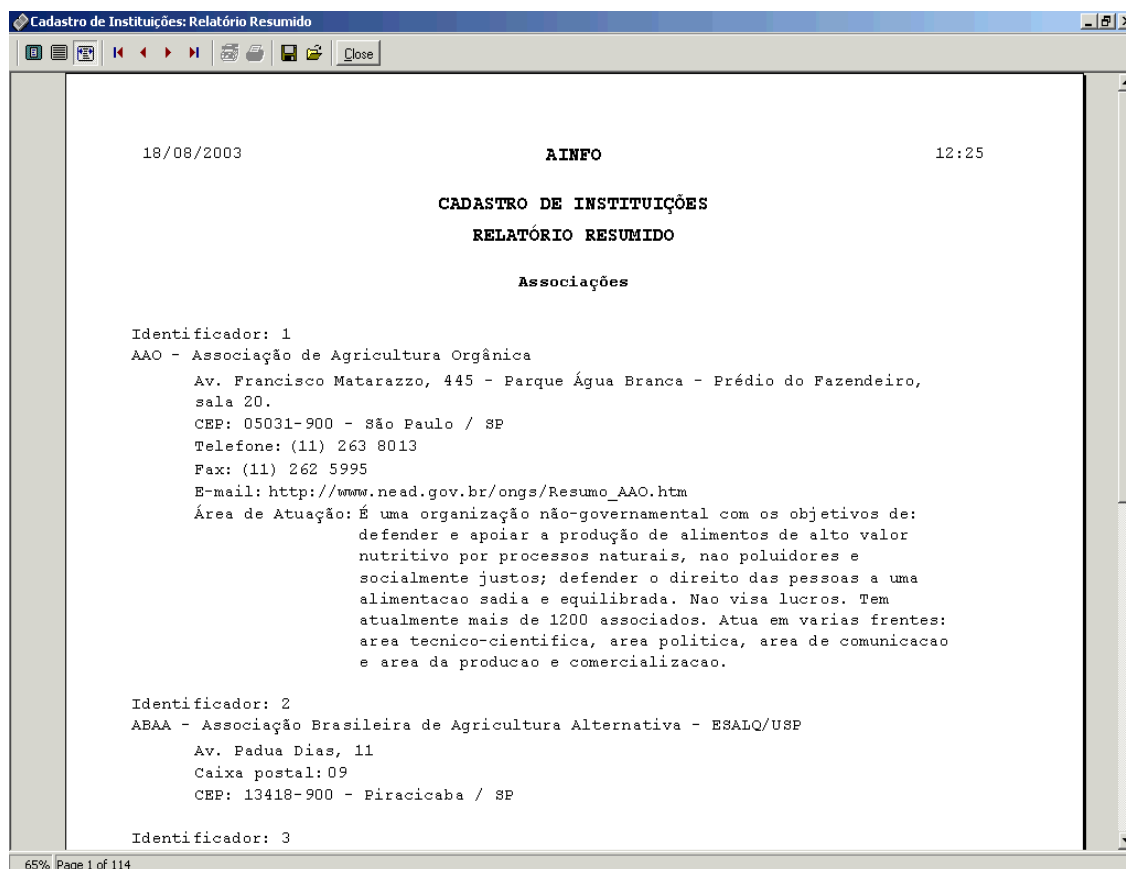 Cadastro de Instituições: Relatório Resumido
Close
18/08/2003 AINFO 12:25
CADASTRO DE INSTITUIÇÕES
RELATÓRIO RESUMIDO
Associações
Identificador: 1
AAO - Associação de Agricultura Orgânica
Av. Francisco Matarazzo, 445 - Parque Água Branca - Prédio do Fazendeiro,
sala 20.
CEP: 05031-900 - São Paulo / SP
Telefone: (11) 263 8013
Fax: (11) 262 5995
E-mail: http://www.nead.gov.br/ongs/Resumo_AAO.htm
Área de Atuação: É uma organização não-governamental com os objetivos de:
defender e apoiar a produção de alimentos de alto valor
nutritivo por processos naturais, nao poluidores e
socialmente justos; defender o direito das pessoas a uma
alimentacao sadia e equilibrada. Nao visa lucros. Tem
atualmente mais de 1200 associados. Atua em varias frentes:
area tecnico-cientifica, area politica, area de comunicacao
e area da producao e comercializacao.
Identificador: 2
ABAA - Associação Brasileira de Agricultura Alternativa - ESALQ/USP
Av. Padua Dias, 11
Caixa postal: 09
CEP: 13418-900 - Piracicaba / SP
Identificador: 3
65% Page 1 of 114